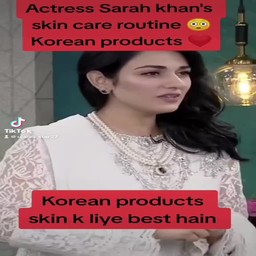 Actress Sarah khan's
skin care routine 😳
Korean products ❤️
TikTok
Korean products
skin k liye best hain